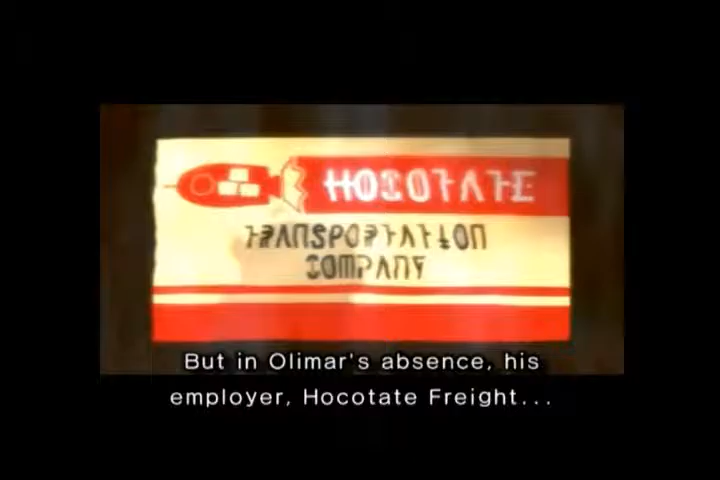 HOCOTATE
TRANSPORTATION
COMPANY
But in Olimar's absence, his
employer, Hocotate Freight...